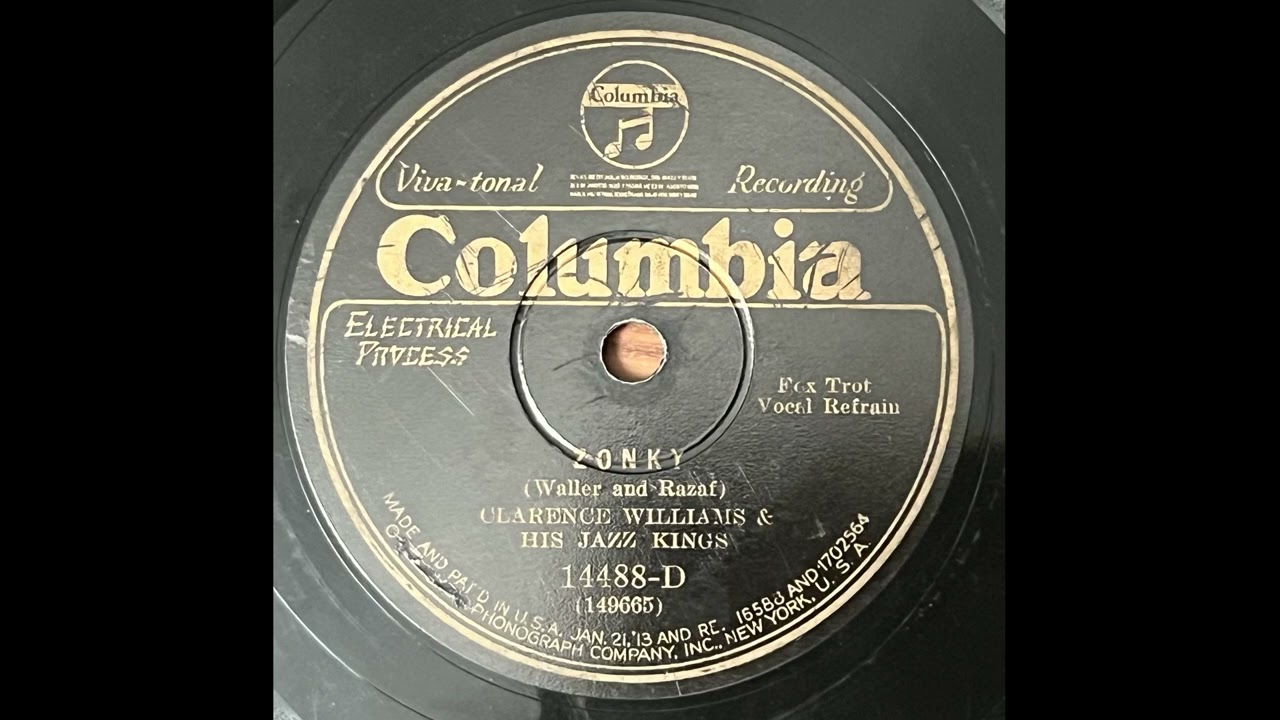 Columbia
Viva-tonal Recording
Columbia
ELECTRICAL
PROCESS
Fox Trot
Vocal Refrain
ZONKY
(Waller and Razaf)
CLARENCE WILLIAMS &
HIS JAZZ KINGS
14488-D
(149665)
MADE AND PAT'D IN U.S.A. JAN. 21, '13 AND RE. 16588 AND 1702564
PHONOGRAPH COMPANY, INC., NEW YORK, U. S. A.